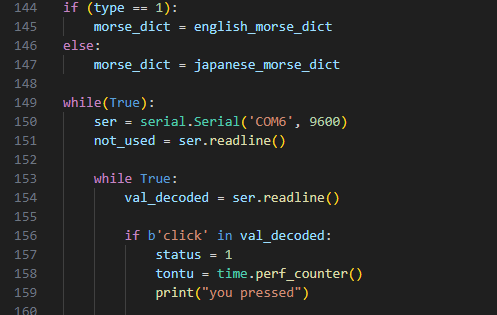 144 if (type == 1):
145     morse_dict = english_morse_dict
146 else:
147     morse_dict = japanese_morse_dict
148
149 while(True):
150     ser = serial.Serial('COM6', 9600)
151     not_used = ser.readline()
152
153     while True:
154         val_decoded = ser.readline()
155
156         if b'click' in val_decoded:
157             status = 1
158             tontu = time.perf_counter()
159             print("you pressed")
160